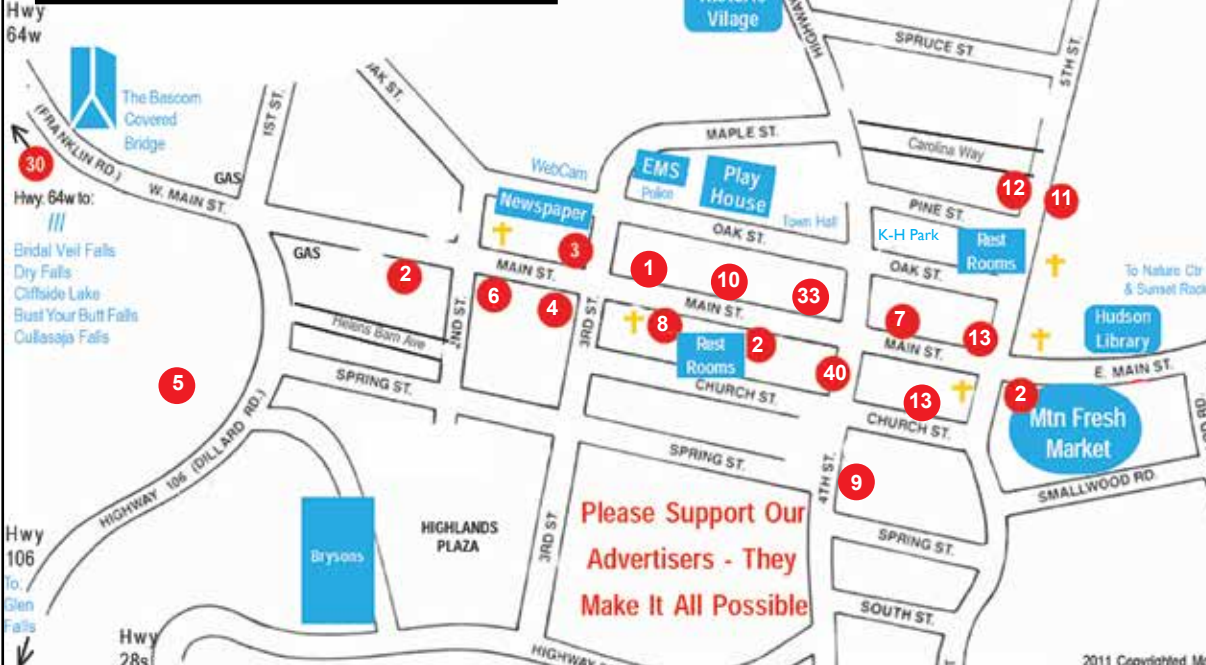 Hwy
64w
Vilage
HIGHWAY
SPRUCE ST.
5TH ST.
The Bascom
Covered
Bridge
1ST ST.
OAK ST.
MAPLE ST.
Carolina Way
(FRANKLIN RD.)
30
GAS
W. MAIN ST.
WebCam
EMS
Police
Play
House
Town Hall
12
11
PINE ST.
Hwy. 64w to:
Bridal Veil Falls
Dry Falls
Cliffside Lake
Bust Your Butt Falls
Cullasaja Falls
Newspaper
3
OAK ST.
K-H Park
Rest
Rooms
OAK ST.
To Nature Ctr
& Sunset Rock
GAS
2
MAIN ST.
6
4
1
10
33
MAIN ST.
7
13
MAIN ST.
Hudson
Library
Helens Barn Ave
2ND ST.
3RD ST.
8
Rest
Rooms
2
40
E. MAIN ST.
5
SPRING ST.
CHURCH ST.
13
CHURCH ST.
2
Mtn Fresh
Market
HIGHWAY 106 (DILLARD RD.)
SPRING ST.
4TH ST.
9
SMALLWOOD RD.
Hwy
106
To
Glen
Falls
Brysons
HIGHLANDS
PLAZA
3RD ST
Please Support Our
Advertisers - They
Make It All Possible
SPRING ST.
SOUTH ST.
Hwy
28s
HIGHWAY
2011 Copyrighted